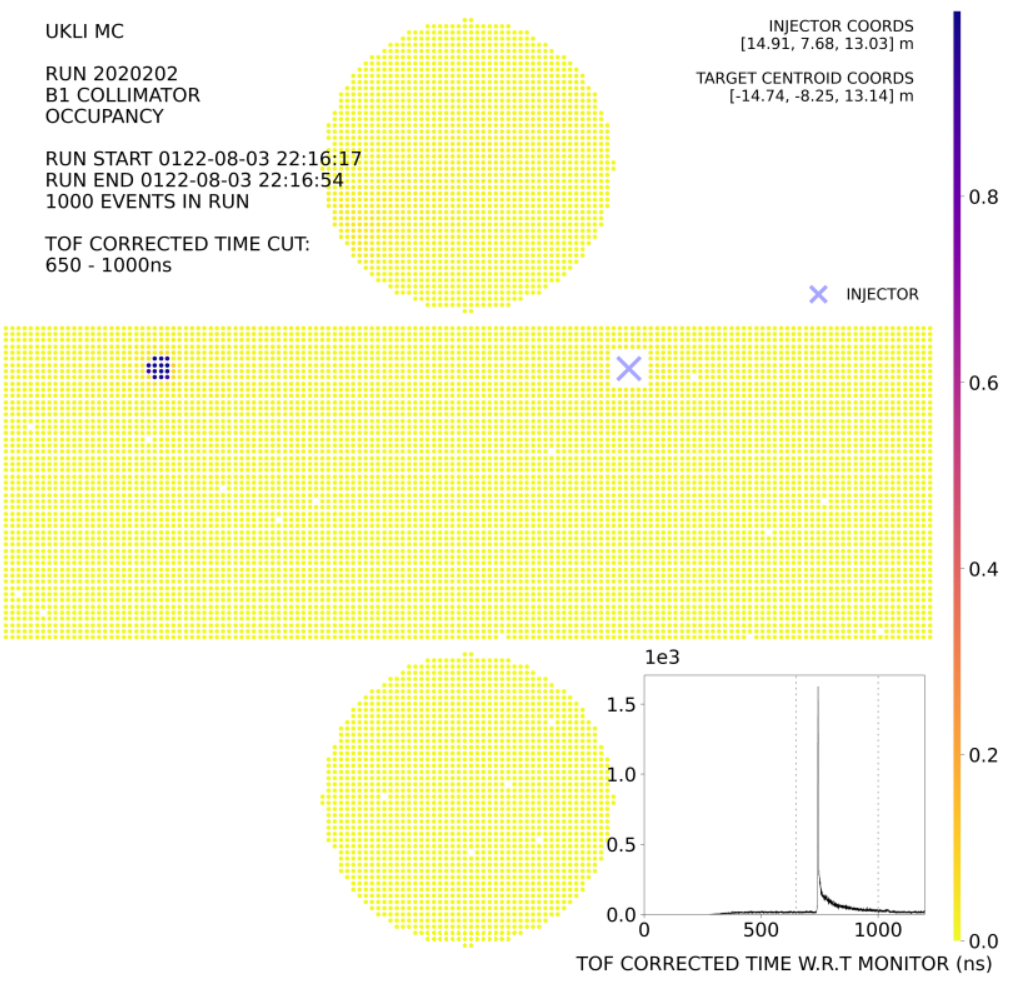 UKLI MC
RUN 2020202
B1 COLLIMATOR
OCCUPANCY
RUN START 0122-08-03 22:16:17
RUN END 0122-08-03 22:16:54
1000 EVENTS IN RUN
TOF CORRECTED TIME CUT:
650 - 1000ns
INJECTOR COORDS
[14.91, 7.68, 13.03] m
TARGET CENTROID COORDS
[-14.74, -8.25, 13.14] m
INJECTOR
0.8
0.6
0.4
0.2
0.0
1e3
1.5
1.0
0.5
0.0
0 500 1000
TOF CORRECTED TIME W.R.T MONITOR (ns)